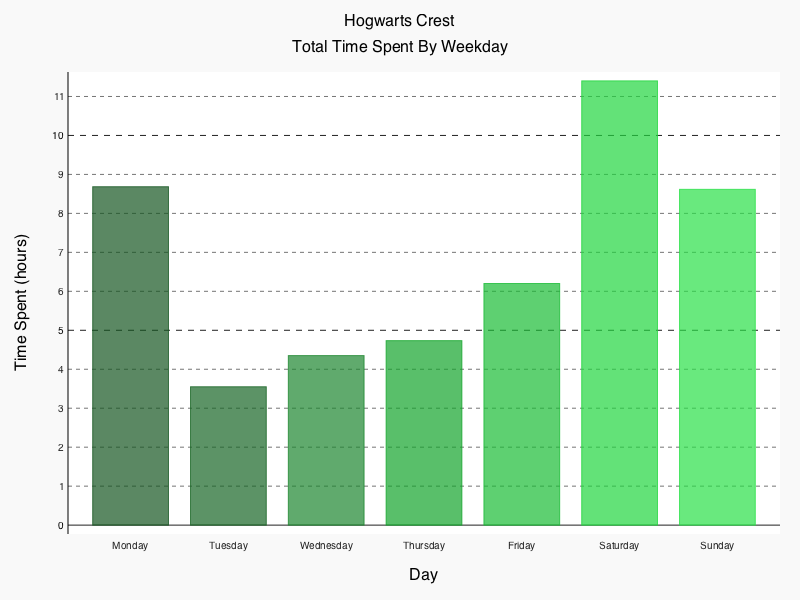 Hogwarts Crest
Total Time Spent By Weekday
Time Spent (hours)
11
10
9
8
7
6
5
4
3
2
1
0
Monday Tuesday Wednesday Thursday Friday Saturday Sunday
Day